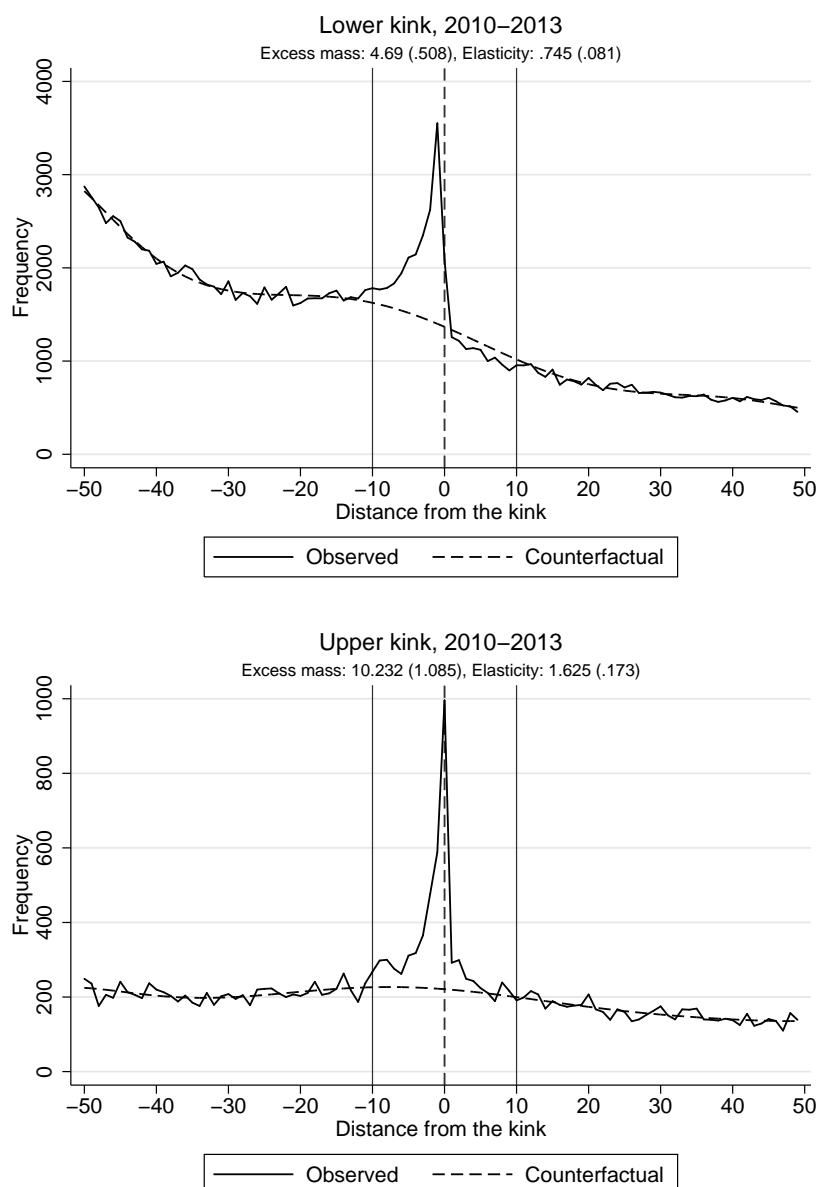 Lower kink, 2010−2013
Excess mass: 4.69 (.508), Elasticity: .745 (.081)
4000
3000
2000
1000
0
Frequency
−50 −40 −30 −20 −10 0 10 20 30 40 50
Distance from the kink
Observed Counterfactual
Upper kink, 2010−2013
Excess mass: 10.232 (1.085), Elasticity: 1.625 (.173)
1000
800
600
400
200
0
Frequency
−50 −40 −30 −20 −10 0 10 20 30 40 50
Distance from the kink
Observed Counterfactual